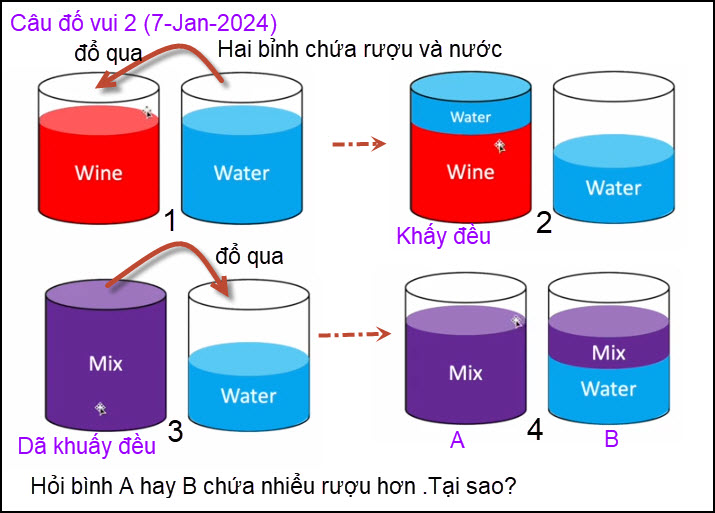 Câu đố vui 2 (7-Jan-2024)
đổ qua
Hai bỉnh chứa rượu và nước
Wine
Water
1
Water
Wine
Water
Khấy đều
2
đổ qua
Mix
Water
3
Dã khuấy đều
Mix
Mix
Water
A
4
B
Hỏi bình A hay B chứa nhiểu rượu hơn .Tại sao?